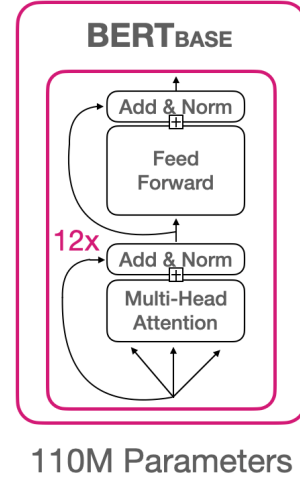 BERTBASE
Add & Norm
Feed
Forward
12x
Add & Norm
Multi-Head
Attention
110M Parameters